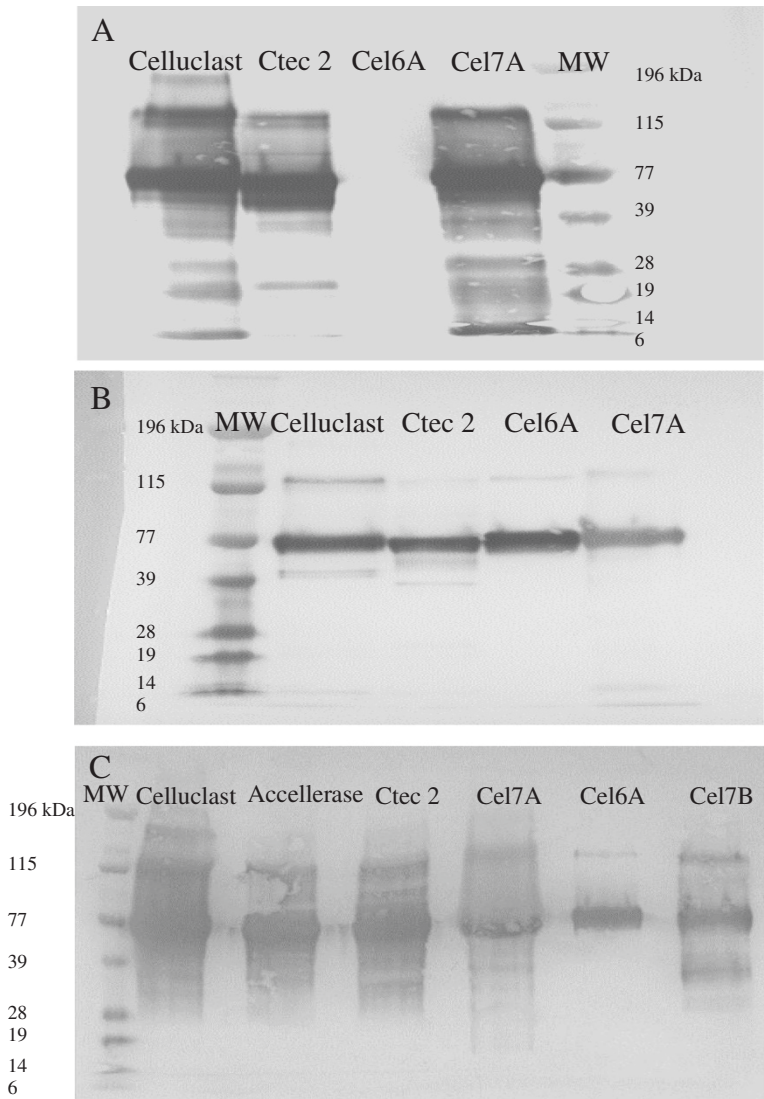 A
Celluclast Ctec 2 Cel6A Cel7A MW
196 kDa
115
77
39
28
19
14
6
B
196 kDa MW Celluclast Ctec 2 Cel6A Cel7A
115
77
39
28
19
14
6
C
MW Celluclast Accellerase Ctec 2 Cel7A Cel6A Cel7B
196 kDa
115
77
39
28
19
14
6